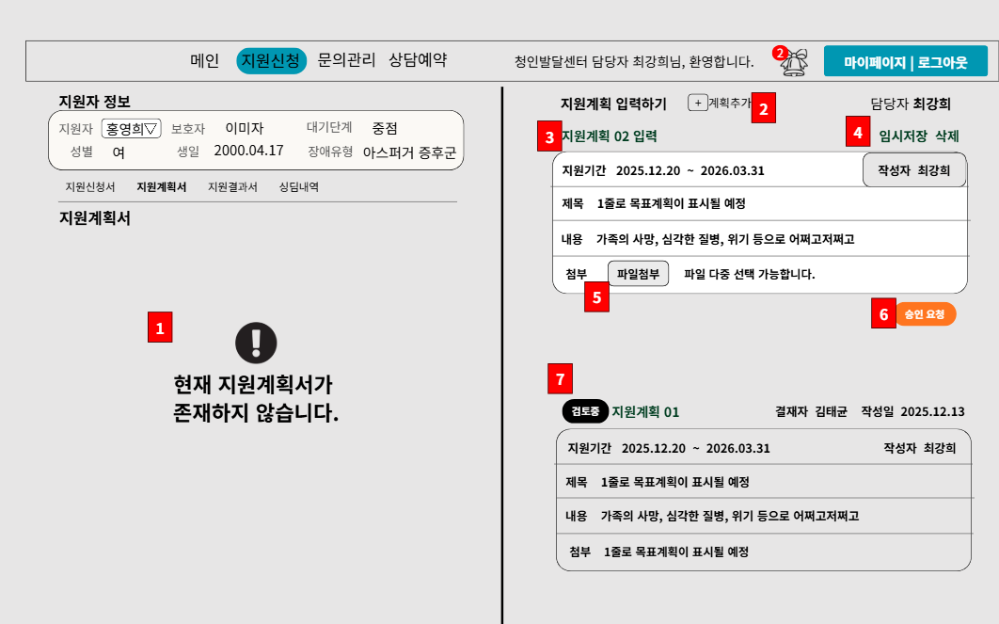 메인 지원신청 문의관리 상담예약 청인발달센터 담당자 최강희님, 환영합니다. 2 마이페이지 | 로그아웃
지원자 정보
지원자 홍영희▽ 보호자 이미자 대기단계 중점
성별 여 생일 2000.04.17 장애유형 아스퍼거 증후군
지원신청서 지원계획서 지원결과서 싱딤내역
지원계획서
1
!
현재 지원계획서가
존재하지 않습니다.
지원계획 입력하기 + 계획추가 2 담당자 최강희
3 지원계획 02 입력 4 임시저장 삭제
지원기간 2025.12.20 ~ 2026.03.31 작성자 최강희
제목 1줄로 목표계획이 표시될 예정
내용 가족의 사망, 심각한 질병, 위기 등으로 어쩌고저쩌고
첨부 파일첨부 파일 다중 선택 가능합니다.
5
6 승인 요청
7
검토중 지원계획 01 결재자 김태균 작성일 2025.12.13
지원기간 2025.12.20 ~ 2026.03.31 작성자 최강희
제목 1줄로 목표계획이 표시될 예정
내용 가족의 사망, 심각한 질병, 위기 등으로 어쩌고저쩌고
첨부 1줄로 목표계획이 표시될 예정